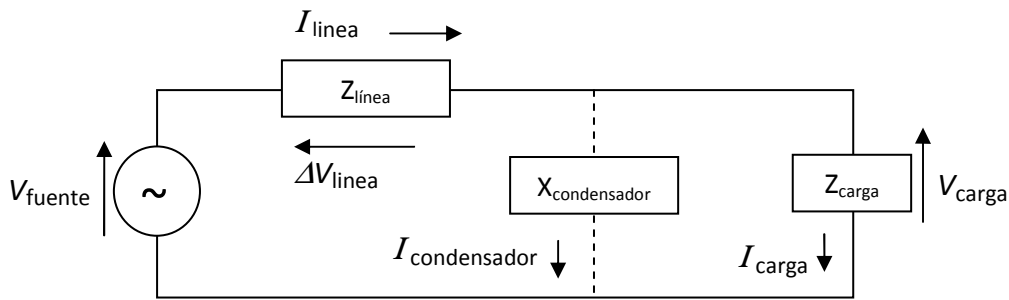 I linea
Z línea
ΔV linea
V fuente
~
X condensador
Z carga
V carga
I condensador
I carga